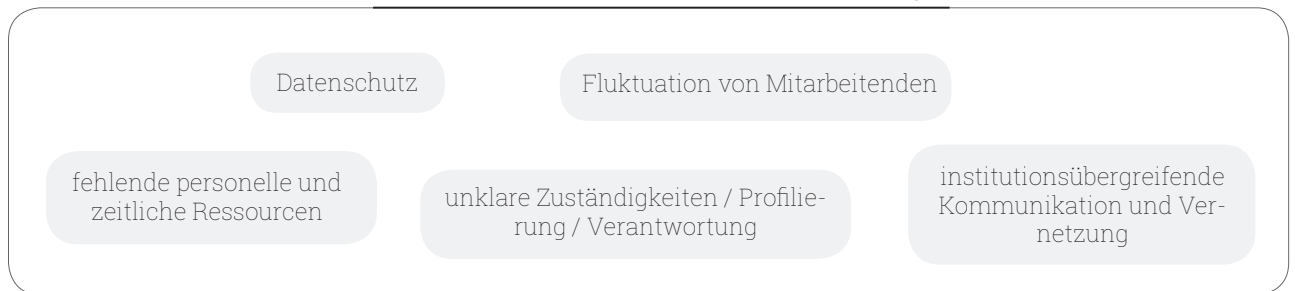 Datenschutz
Fluktuation von Mitarbeitenden
fehlende personelle und
zeitliche Ressourcen
unklare Zuständigkeiten / Profilie-
rung / Verantwortung
institutionsübergreifende
Kommunikation und Ver-
netzung